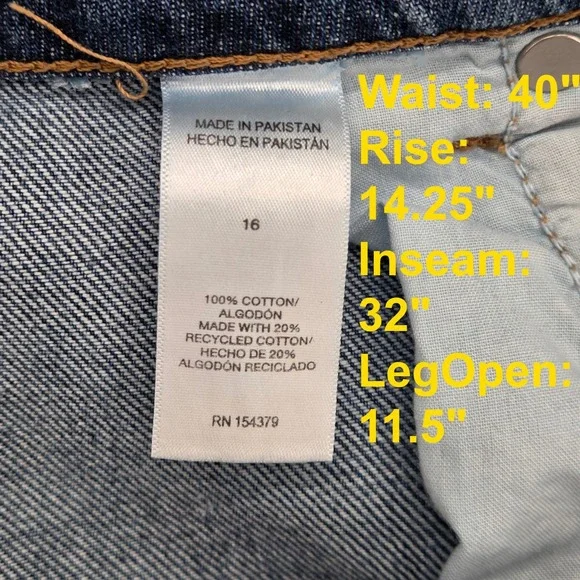 MADE IN PAKISTAN
HECHO EN PAKISTÁN
16
100% COTTON/
ALGODÓN
MADE WITH 20%
RECYCLED COTTON/
HECHO DE 20%
ALGODÓN RECICLADO
RN 154379
Waist: 40"
Rise:
14.25"
Inseam:
32"
LegOpen:
11.5"